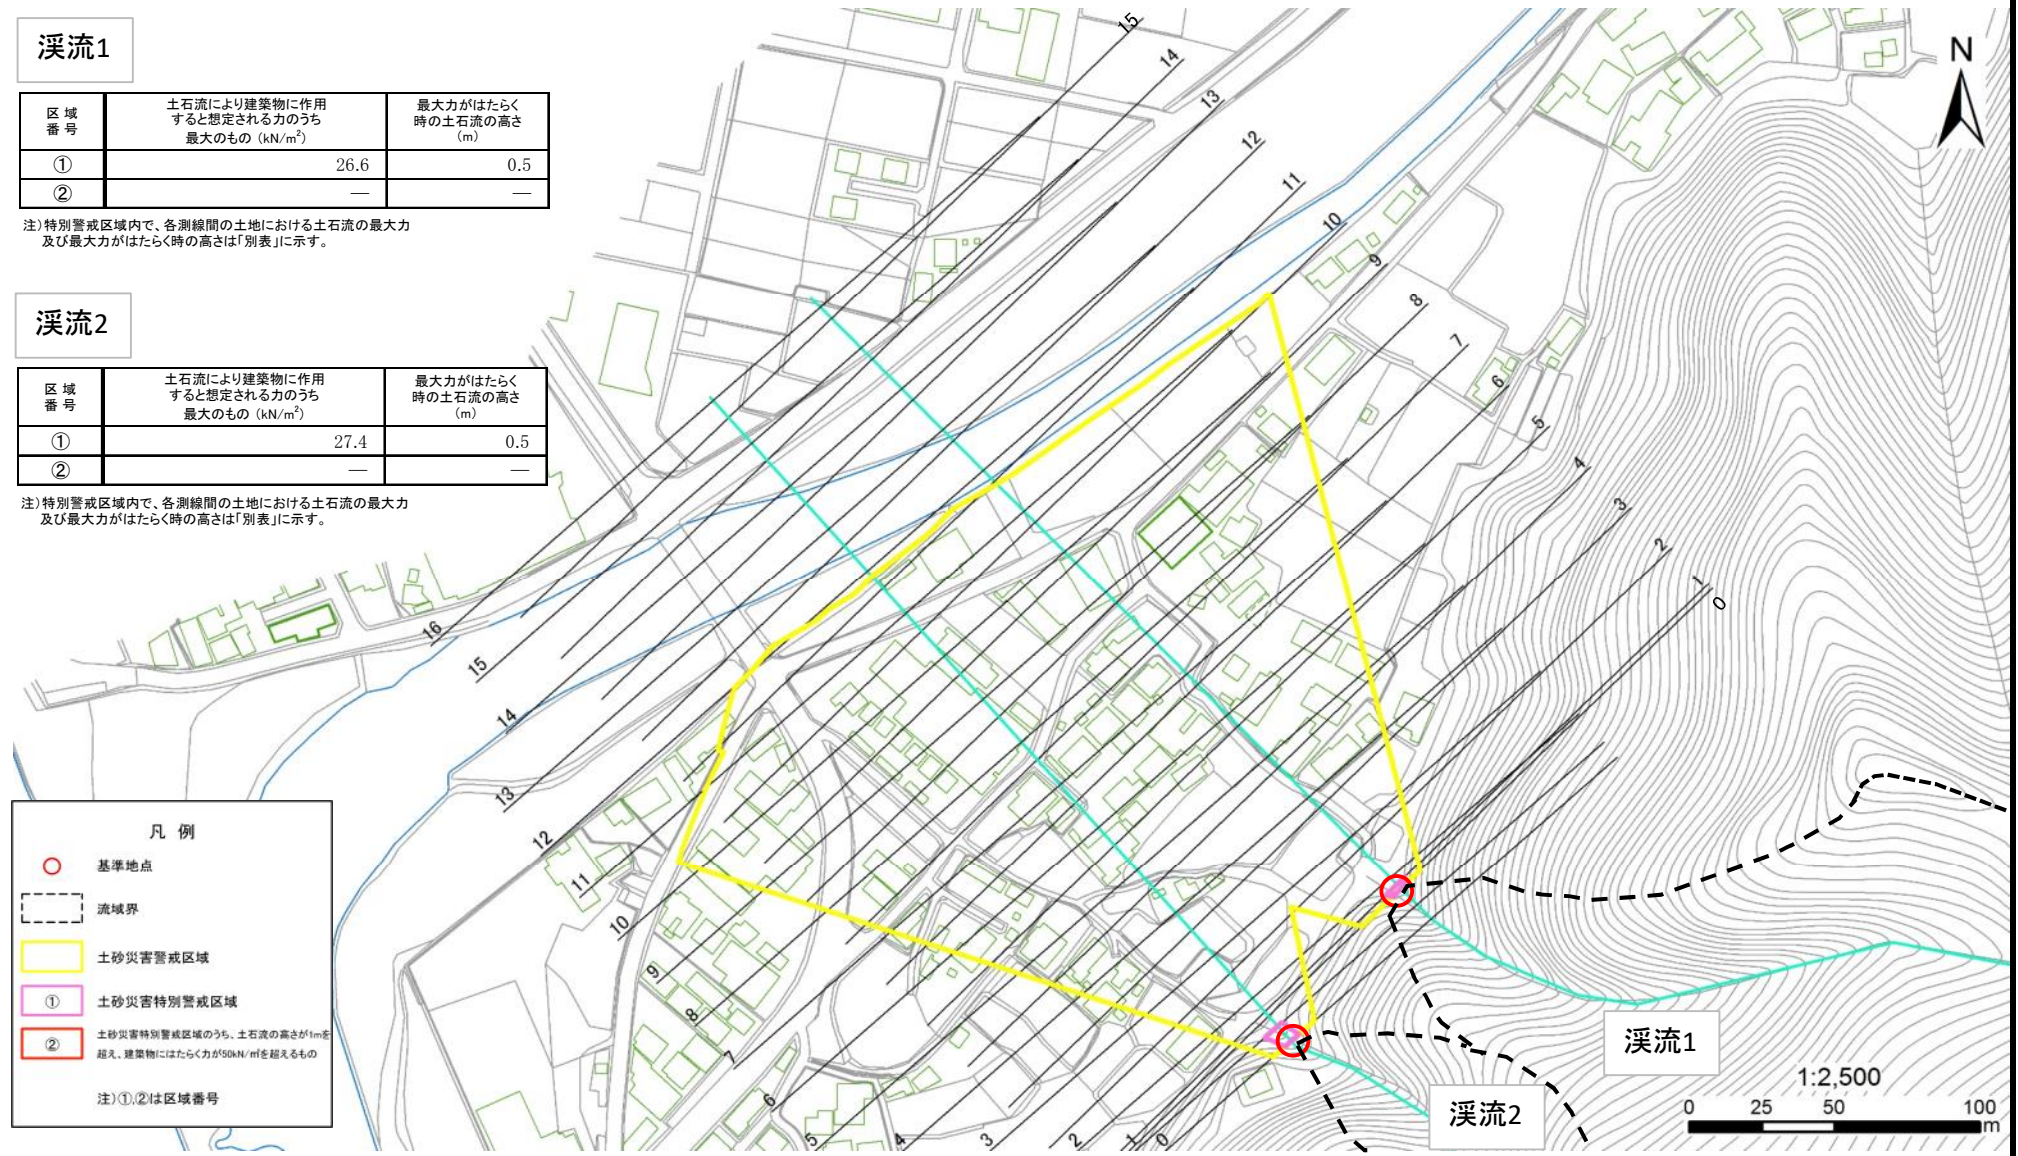 渓流1
区 域
番 号
土石流により建築物に作用
すると想定される力のうち
最大のもの（kN/m²）
最大力がはたらく
時の土石流の高さ
（m）
① 26.6 0.5
② — —
注）特別警戒区域内で、各測線間の土地における土石流の最大力
及び最大力がはたらく時の高さは「別表」に示す。
渓流2
区 域
番 号
土石流により建築物に作用
すると想定される力のうち
最大のもの（kN/m²）
最大力がはたらく
時の土石流の高さ
（m）
① 27.4 0.5
② — —
注）特別警戒区域内で、各測線間の土地における土石流の最大力
及び最大力がはたらく時の高さは「別表」に示す。
15
14
13
12
11
10
9
8
7
6
5
4
3
2
1
0
N
16
15
14
13
12
11
10
9
8
7
6
5
4
3
2
1
0
凡 例
基準地点
流域界
土砂災害警戒区域
① 土砂災害特別警戒区域
② 土砂災害特別警戒区域のうち、土石流の高さが1mを
超え、建築物にはたらく力が50kN/㎡を超えるもの
注）①,②は区域番号
渓流1
渓流2
1:2,500
0 25 50 100
m